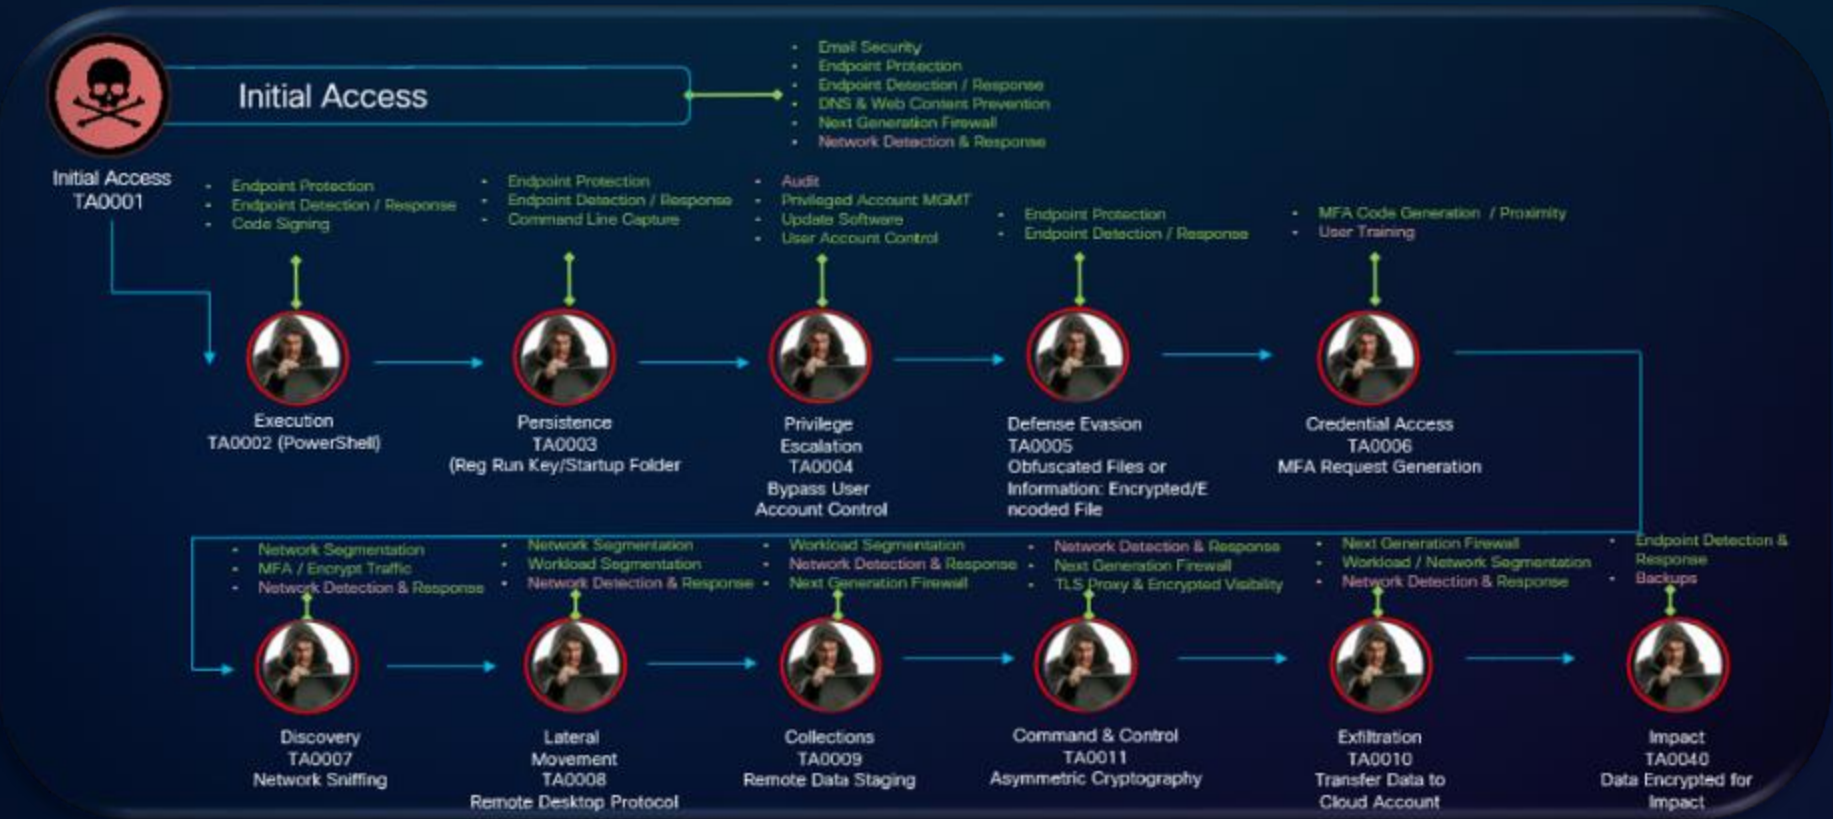 Initial Access
• Email Security
• Endpoint Protection
• Endpoint Detection / Response
• DNS & Web Content Prevention
• Next Generation Firewall
• Network Detection & Response
Initial Access
TA0001
• Endpoint Protection
• Endpoint Detection / Response
• Code Signing
• Endpoint Protection
• Endpoint Detection / Response
• Command Line Capture
• Audit
• Privileged Account MGMT
• Update Software
• User Account Control
• Endpoint Protection
• Endpoint Detection / Response
• MFA Code Generation / Proximity
• User Training
Execution
TA0002 (PowerShell)
Persistence
TA0003
(Reg Run Key/Startup Folder
Privilege
Escalation
TA0004
Bypass User
Account Control
Defense Evasion
TA0005
Obfuscated Files or
Information: Encrypted/E
ncoded File
Credential Access
TA0006
MFA Request Generation
• Network Segmentation
• MFA / Encrypt Traffic
• Network Detection & Response
• Network Segmentation
• Workload Segmentation
• Network Detection & Response
• Workload Segmentation
• Network Detection & Response
• Next Generation Firewall
• Network Detection & Response
• Next Generation Firewall
• TLS Proxy & Encrypted Visibility
• Next Generation Firewall
• Workload / Network Segmentation
• Network Detection & Response
• Endpoint Detection &
Response
• Backups
Discovery
TA0007
Network Sniffing
Lateral
Movement
TA0008
Remote Desktop Protocol
Collections
TA0009
Remote Data Staging
Command & Control
TA0011
Asymmetric Cryptography
Exfiltration
TA0010
Transfer Data to
Cloud Account
Impact
TA0040
Data Encrypted for
Impact